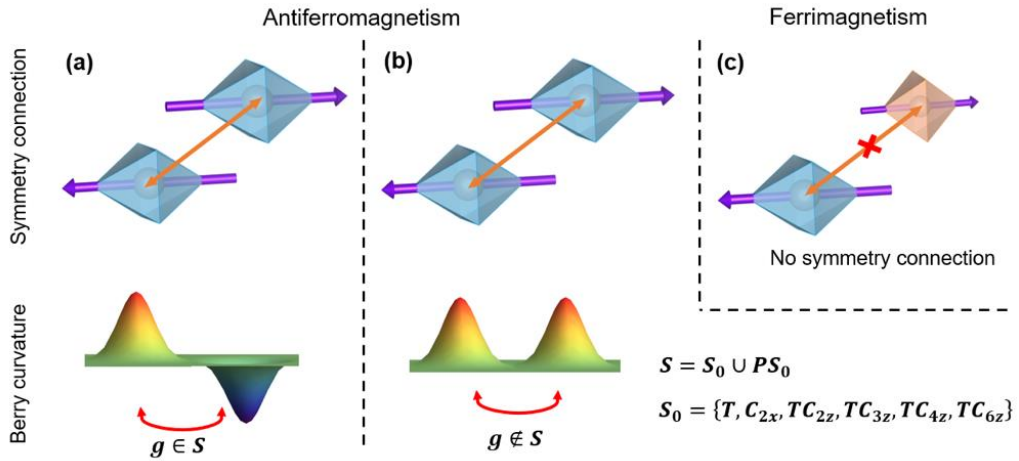 Antiferromagnetism
Ferrimagnetism
Symmetry connection
(a)
(b)
(c)
No symmetry connection
Berry curvature
g ∈ S
g ∉ S
S = S₀ ∪ PS₀
S₀ = {T, C₂ₓ, TC₂z, TC₃z, TC₄z, TC₆z}